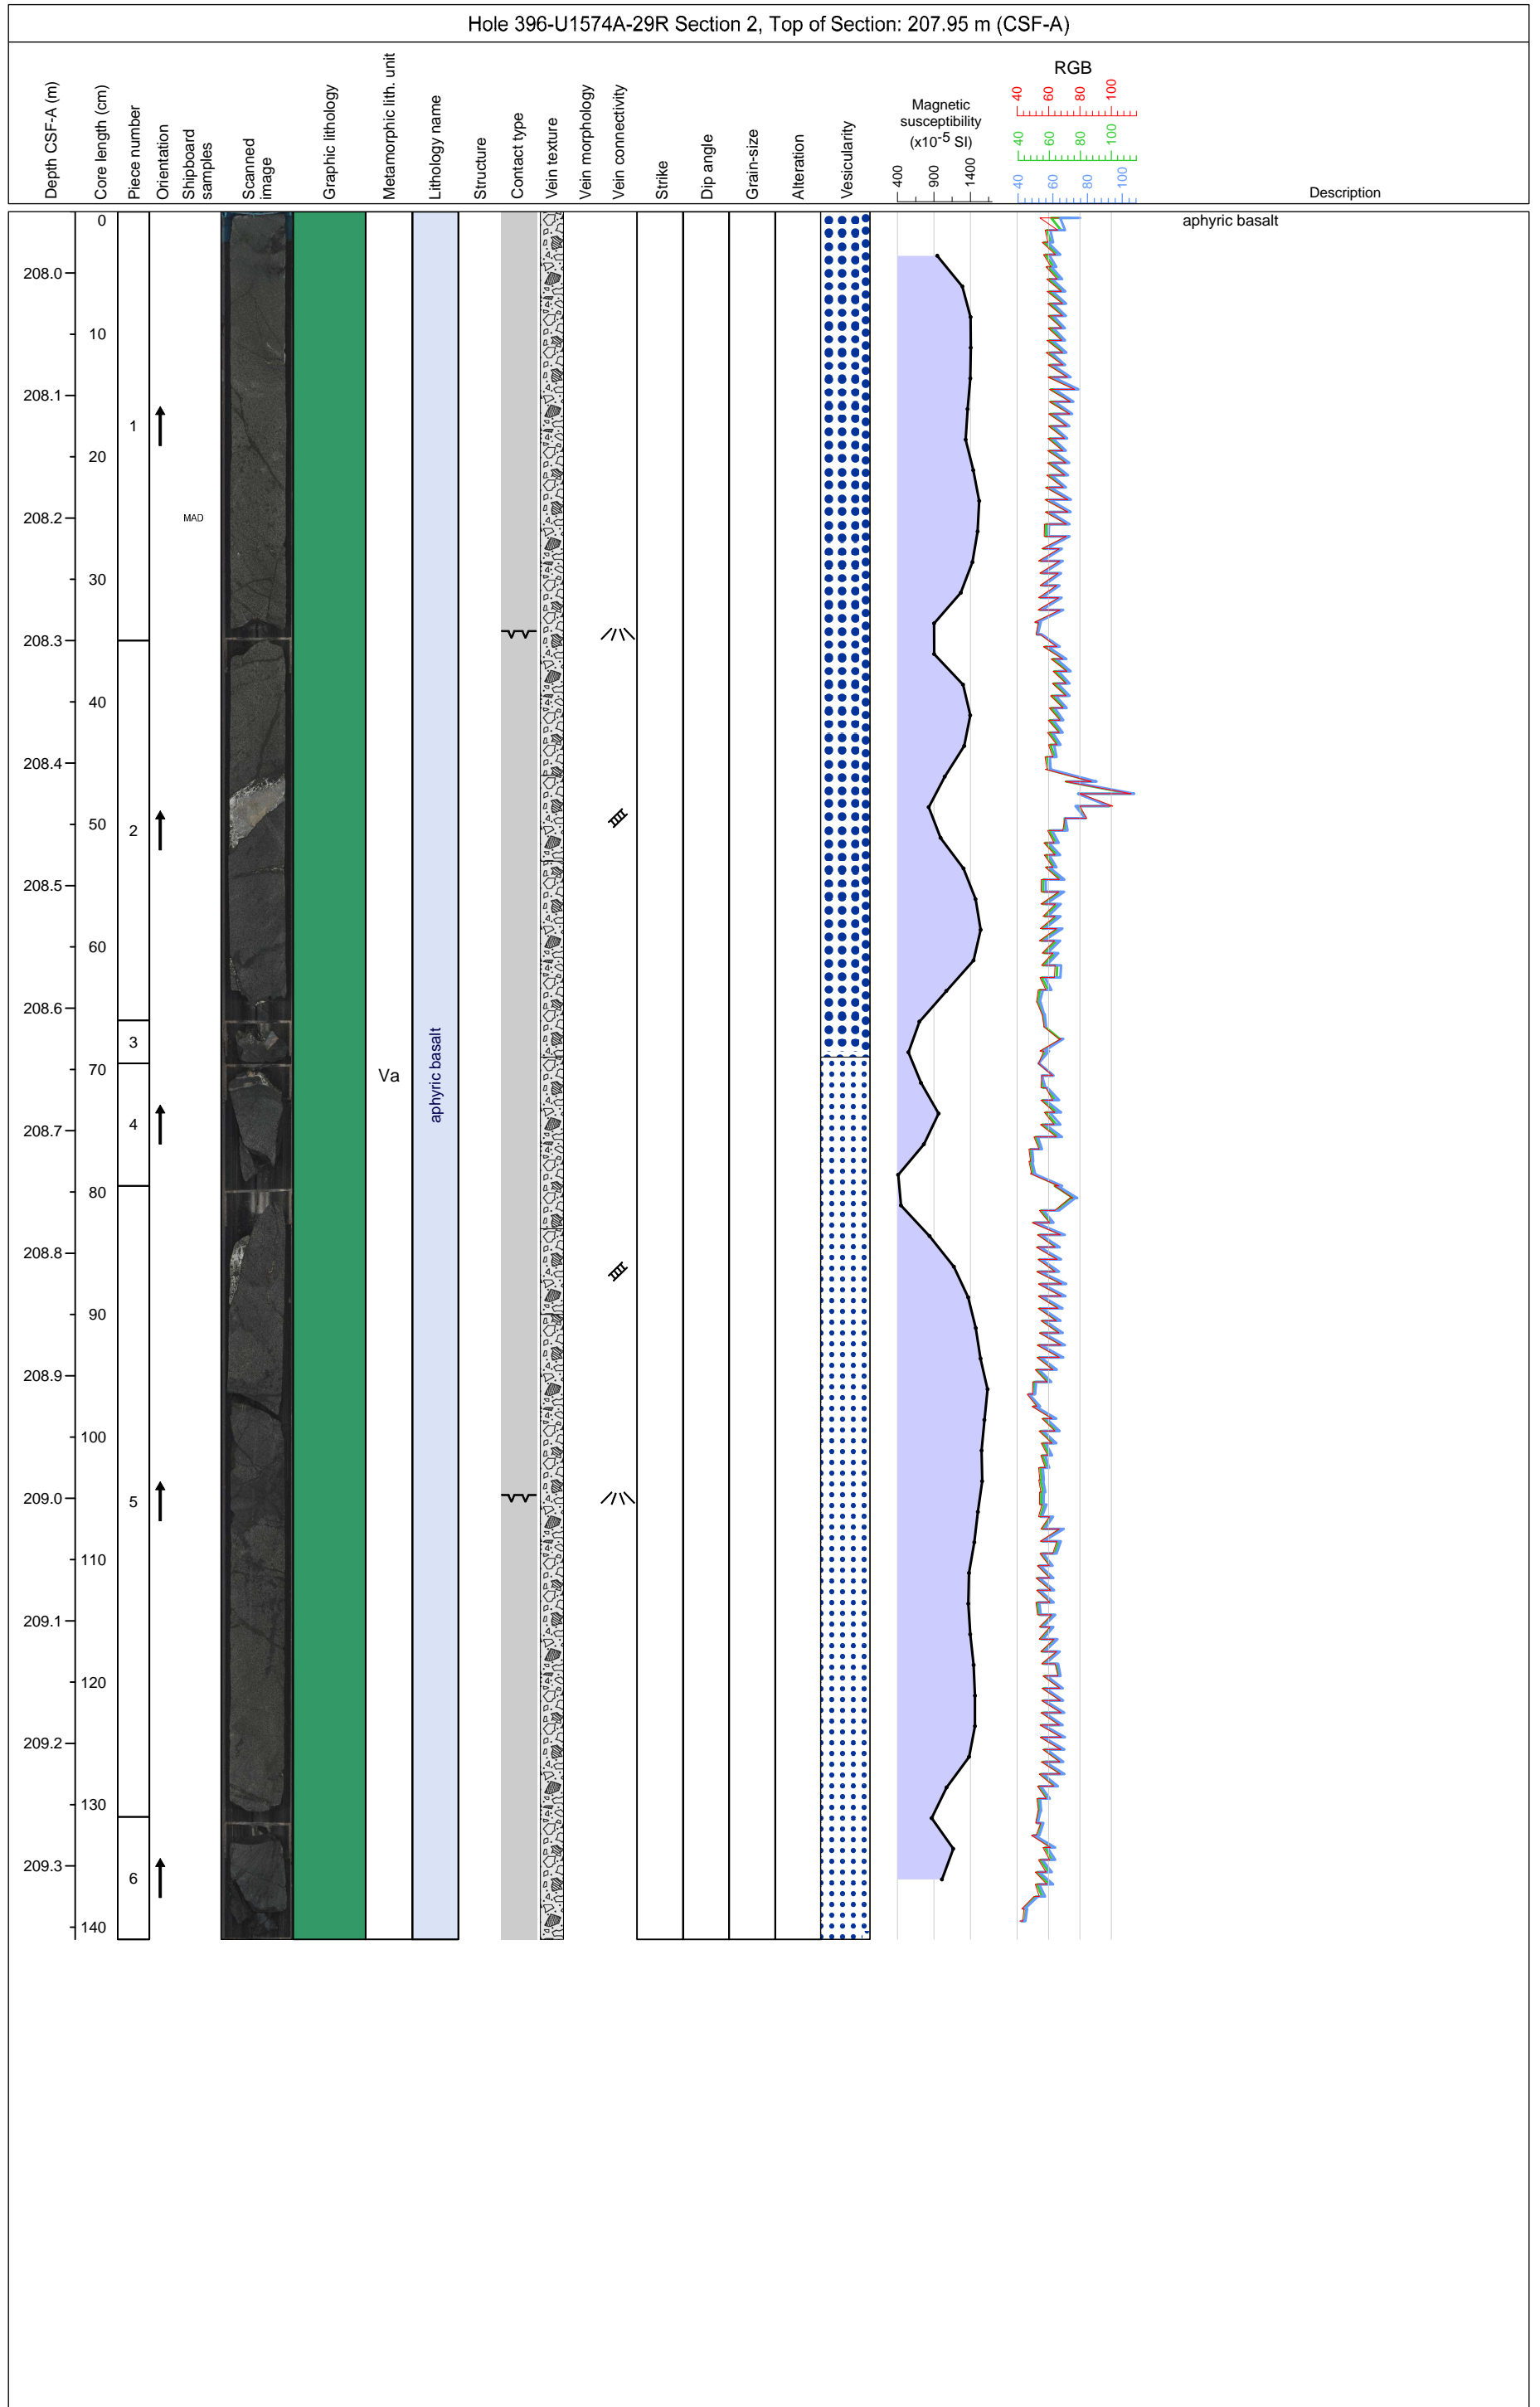 Hole 396-U1574A-29R Section 2, Top of Section: 207.95 m (CSF-A)
Depth CSF-A (m)
Core length (cm)
Piece number
Orientation
Shipboard
samples
Scanned
image
Graphic lithology
Metamorphic lith. unit
Lithology name
Structure
Contact type
Vein texture
Vein morphology
Vein connectivity
Strike
Dip angle
Grain-size
Alteration
Vesicularity
Magnetic
susceptibility
(x10-5 SI)
400 900 1400
RGB
40 60 80 100
40 60 80 100
40 60 80 100
Description
0
aphyric basalt
208.0
10
208.1
1
20
208.2
MAD
30
208.3
40
208.4
50
2
208.5
60
208.6
3
70
Va
aphyric basalt
4
208.7
80
208.8
90
208.9
100
209.0
5
110
209.1
120
209.2
130
209.3
6
140